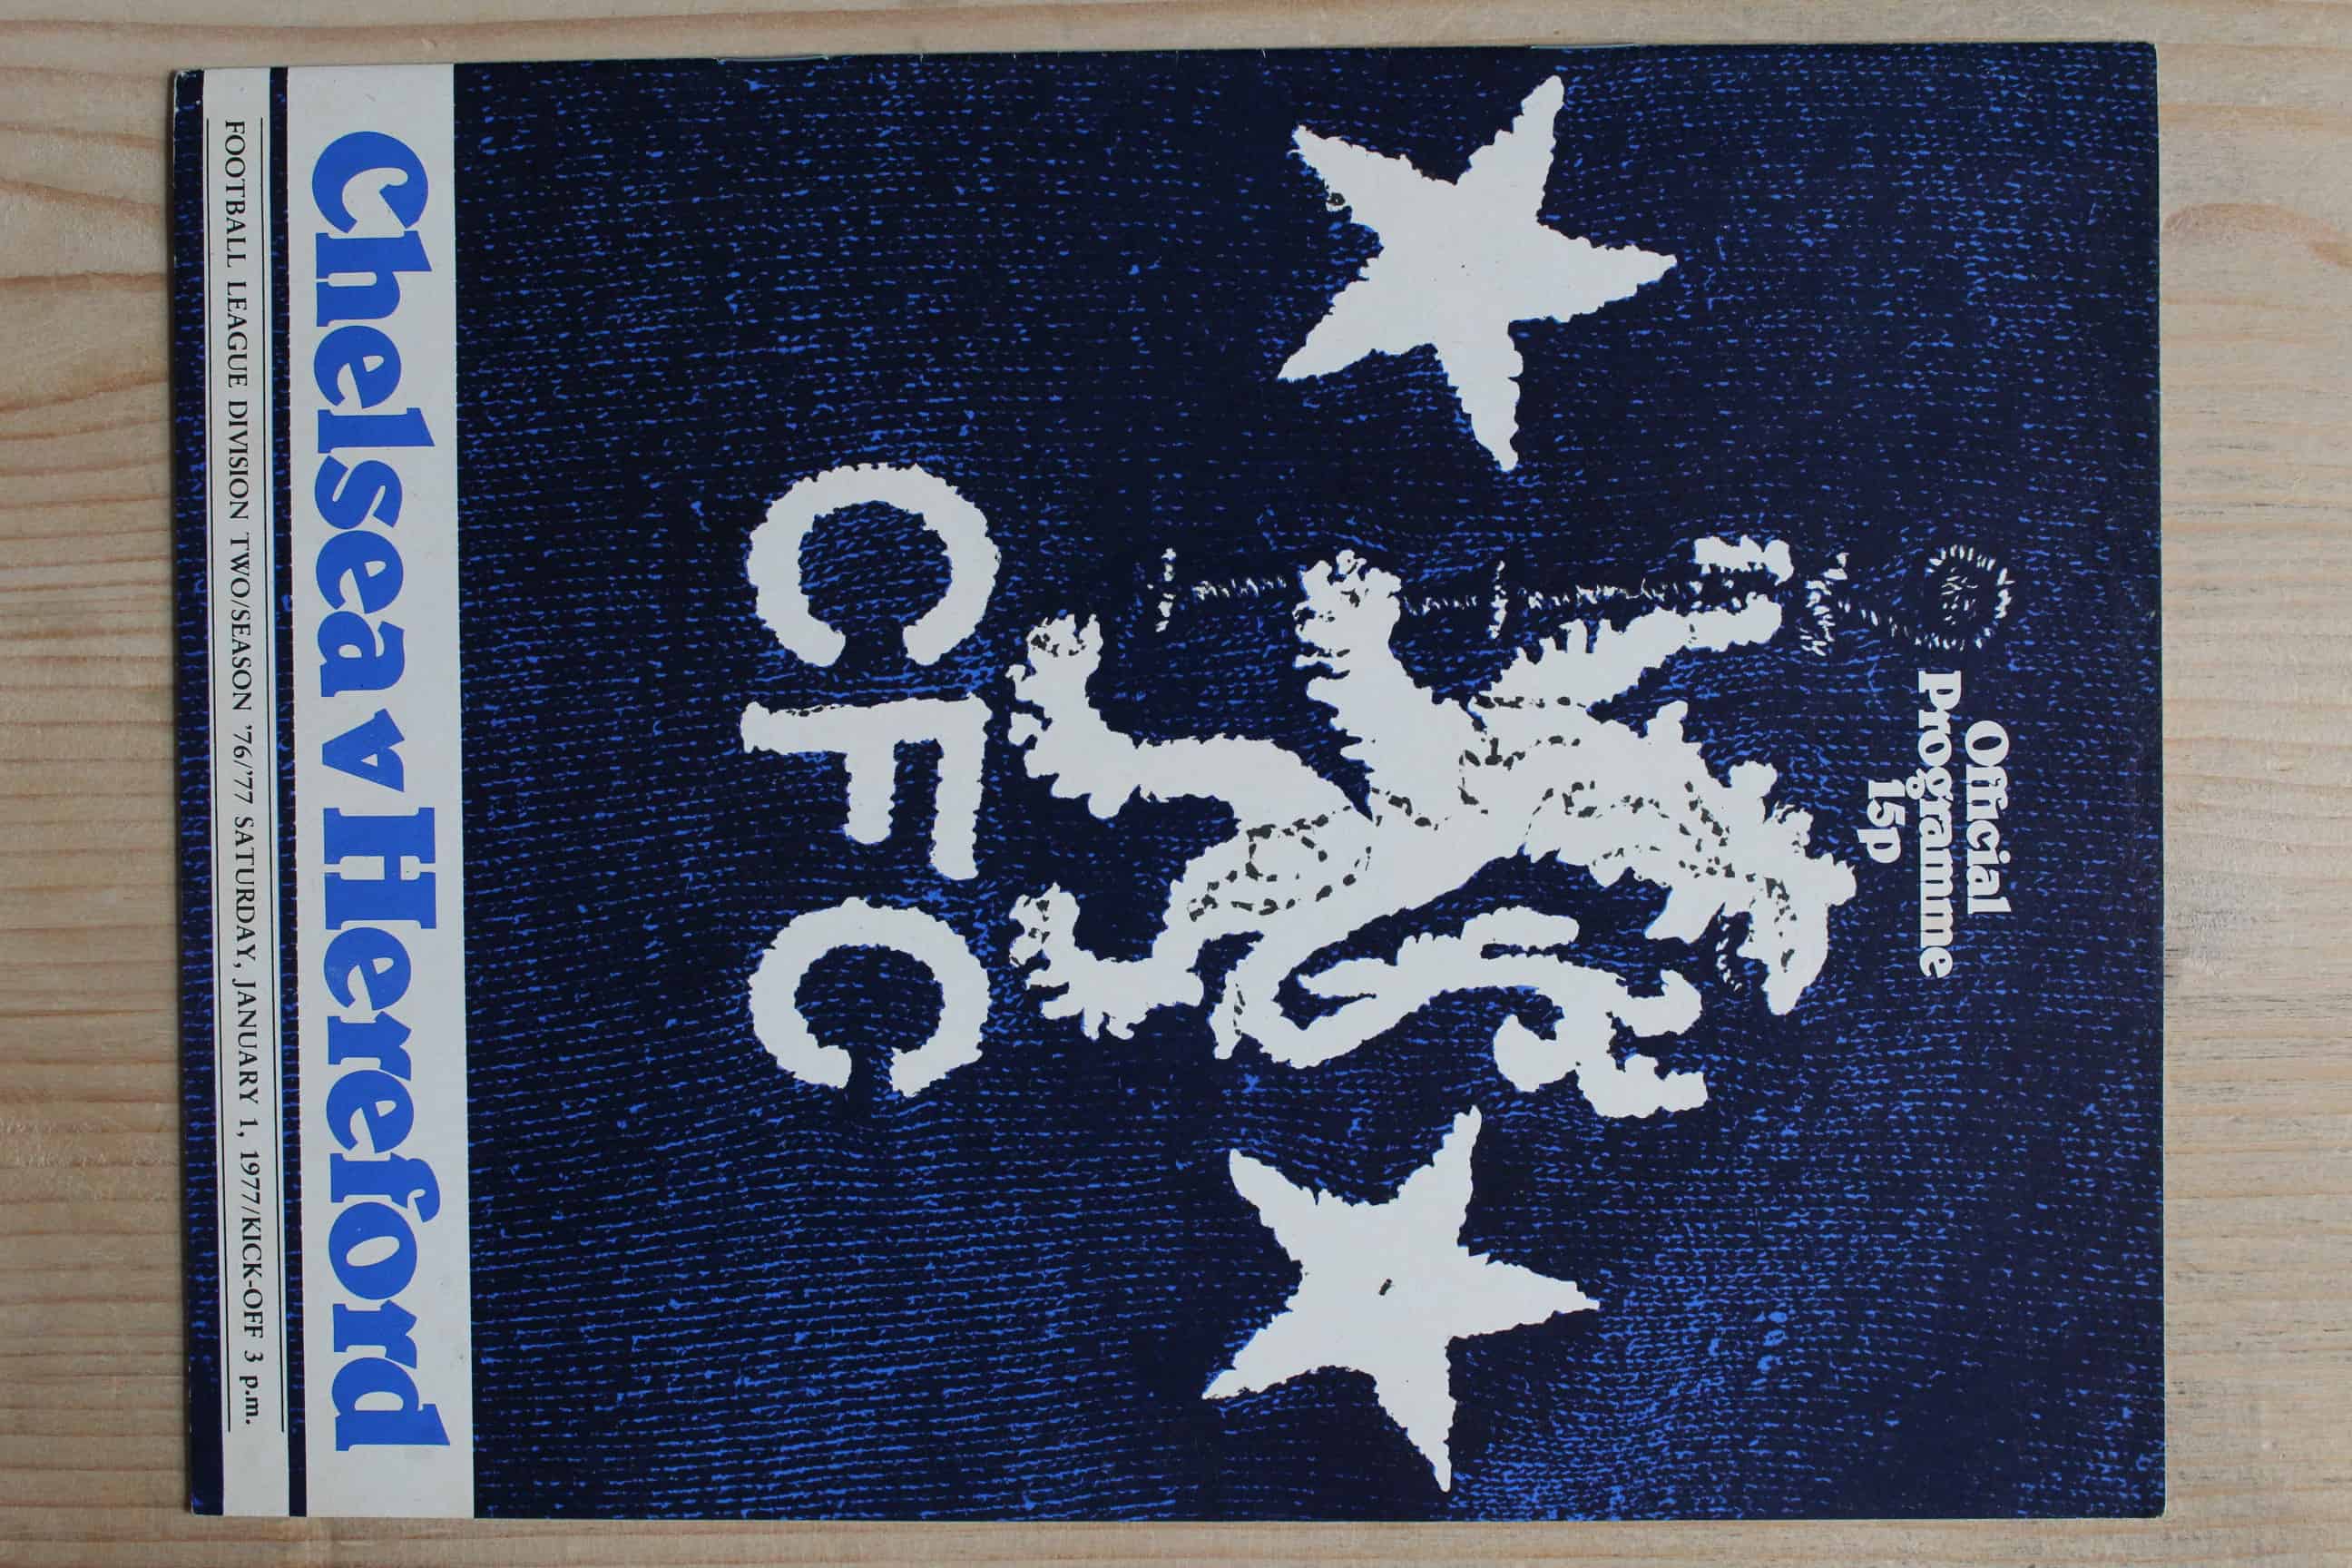 Official
Programme
15p
CFC
Chelsea v Hereford
FOOTBALL LEAGUE DIVISION TWO/SEASON '76/'77 SATURDAY, JANUARY 1, 1977/KICK-OFF 3 p.m.